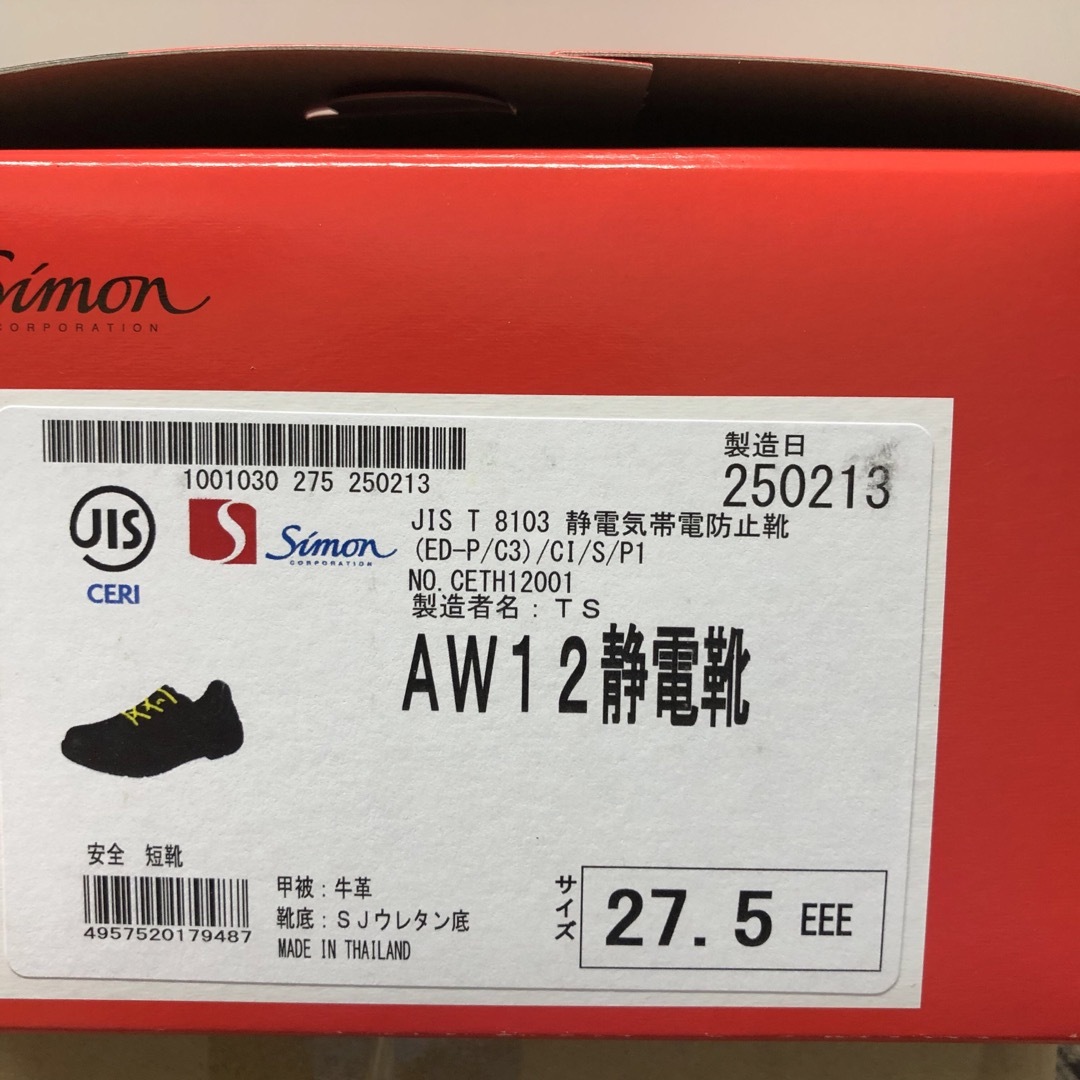 Simon
CORPORATION
1001030 275 250213
製造日
250213
JIS
CERI
Simon
CORPORATION
JIS T 8103 静電気帯電防止靴
(ED-P/C3)/CI/S/P1
NO.CETH12001
製造者名：ＴＳ
ＡＷ１２静電靴
安全　短靴
4957520179487
甲被：牛革
靴底：ＳＪウレタン底
MADE IN THAILAND
サイズ
27.5 EEE